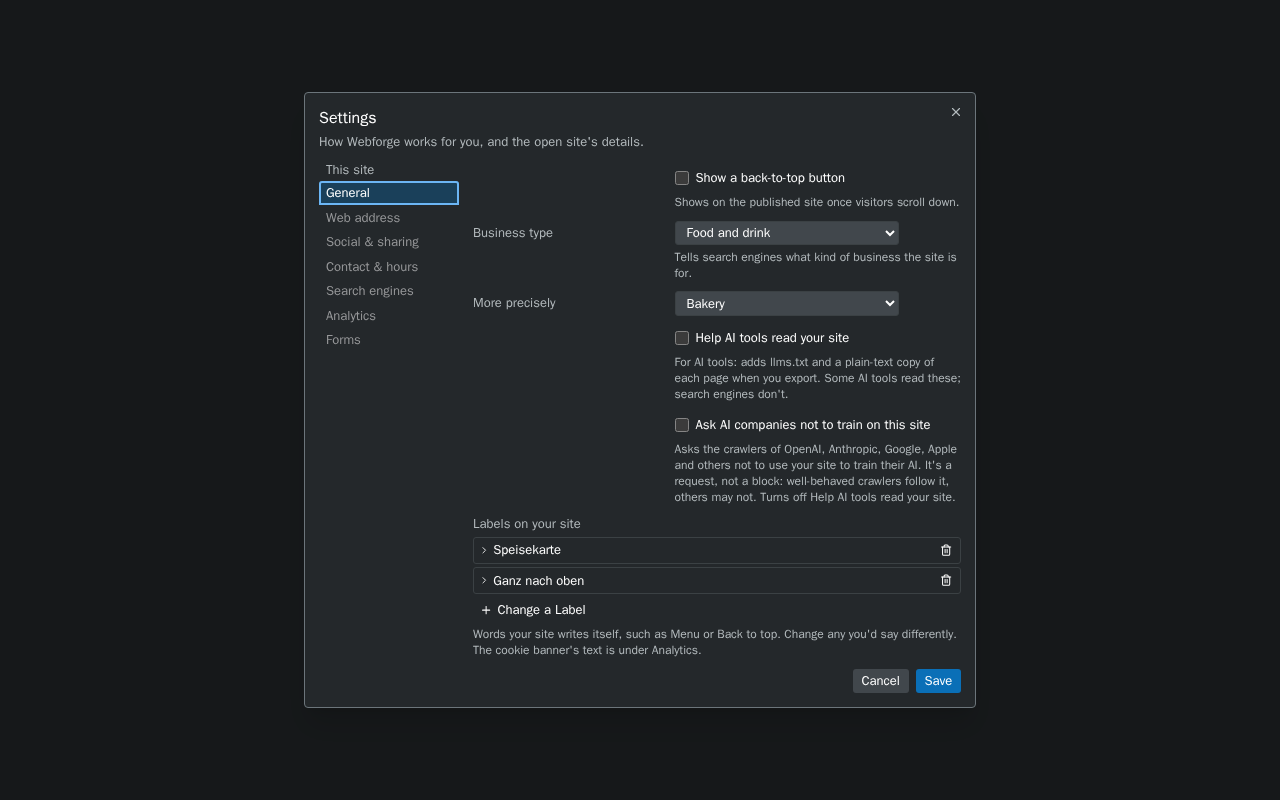 Settings
How Webforge works for you, and the open site's details.
This site
General
Web address
Social & sharing
Contact & hours
Search engines
Analytics
Forms
Show a back-to-top button
Shows on the published site once visitors scroll down.
Business type
Food and drink
Tells search engines what kind of business the site is
for.
More precisely
Bakery
Help AI tools read your site
For AI tools: adds llms.txt and a plain-text copy of
each page when you export. Some AI tools read these;
search engines don't.
Ask AI companies not to train on this site
Asks the crawlers of OpenAI, Anthropic, Google, Apple
and others not to use your site to train their AI. It's a
request, not a block: well-behaved crawlers follow it,
others may not. Turns off Help AI tools read your site.
Labels on your site
Speisekarte
Ganz nach oben
Change a Label
Words your site writes itself, such as Menu or Back to top. Change any you'd say differently.
The cookie banner's text is under Analytics.
Cancel
Save